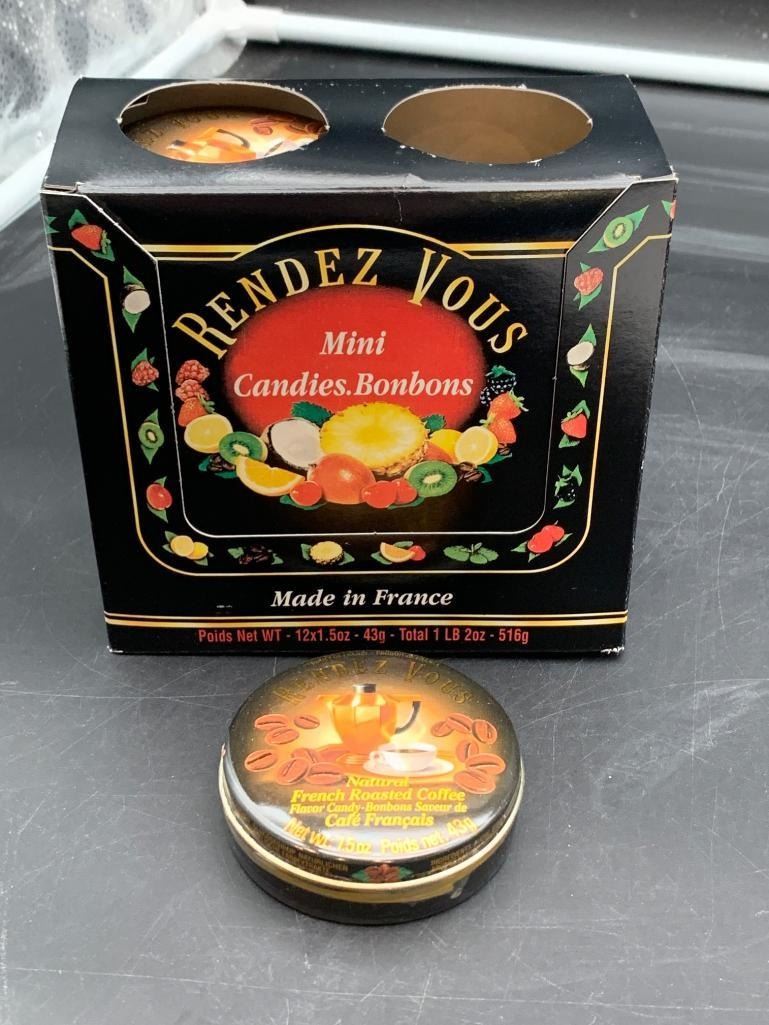 RENDEZ VOUS
Mini
Candies.Bonbons
Made in France
Poids Net WT - 12x1.5oz - 43g - Total 1 LB 2oz - 516g
RENDEZ VOUS
Natural
French Roasted Coffee
Flavor Candy-Bonbons Saveur de
Café Français
Net wt. 1.5oz Poids net. 43g